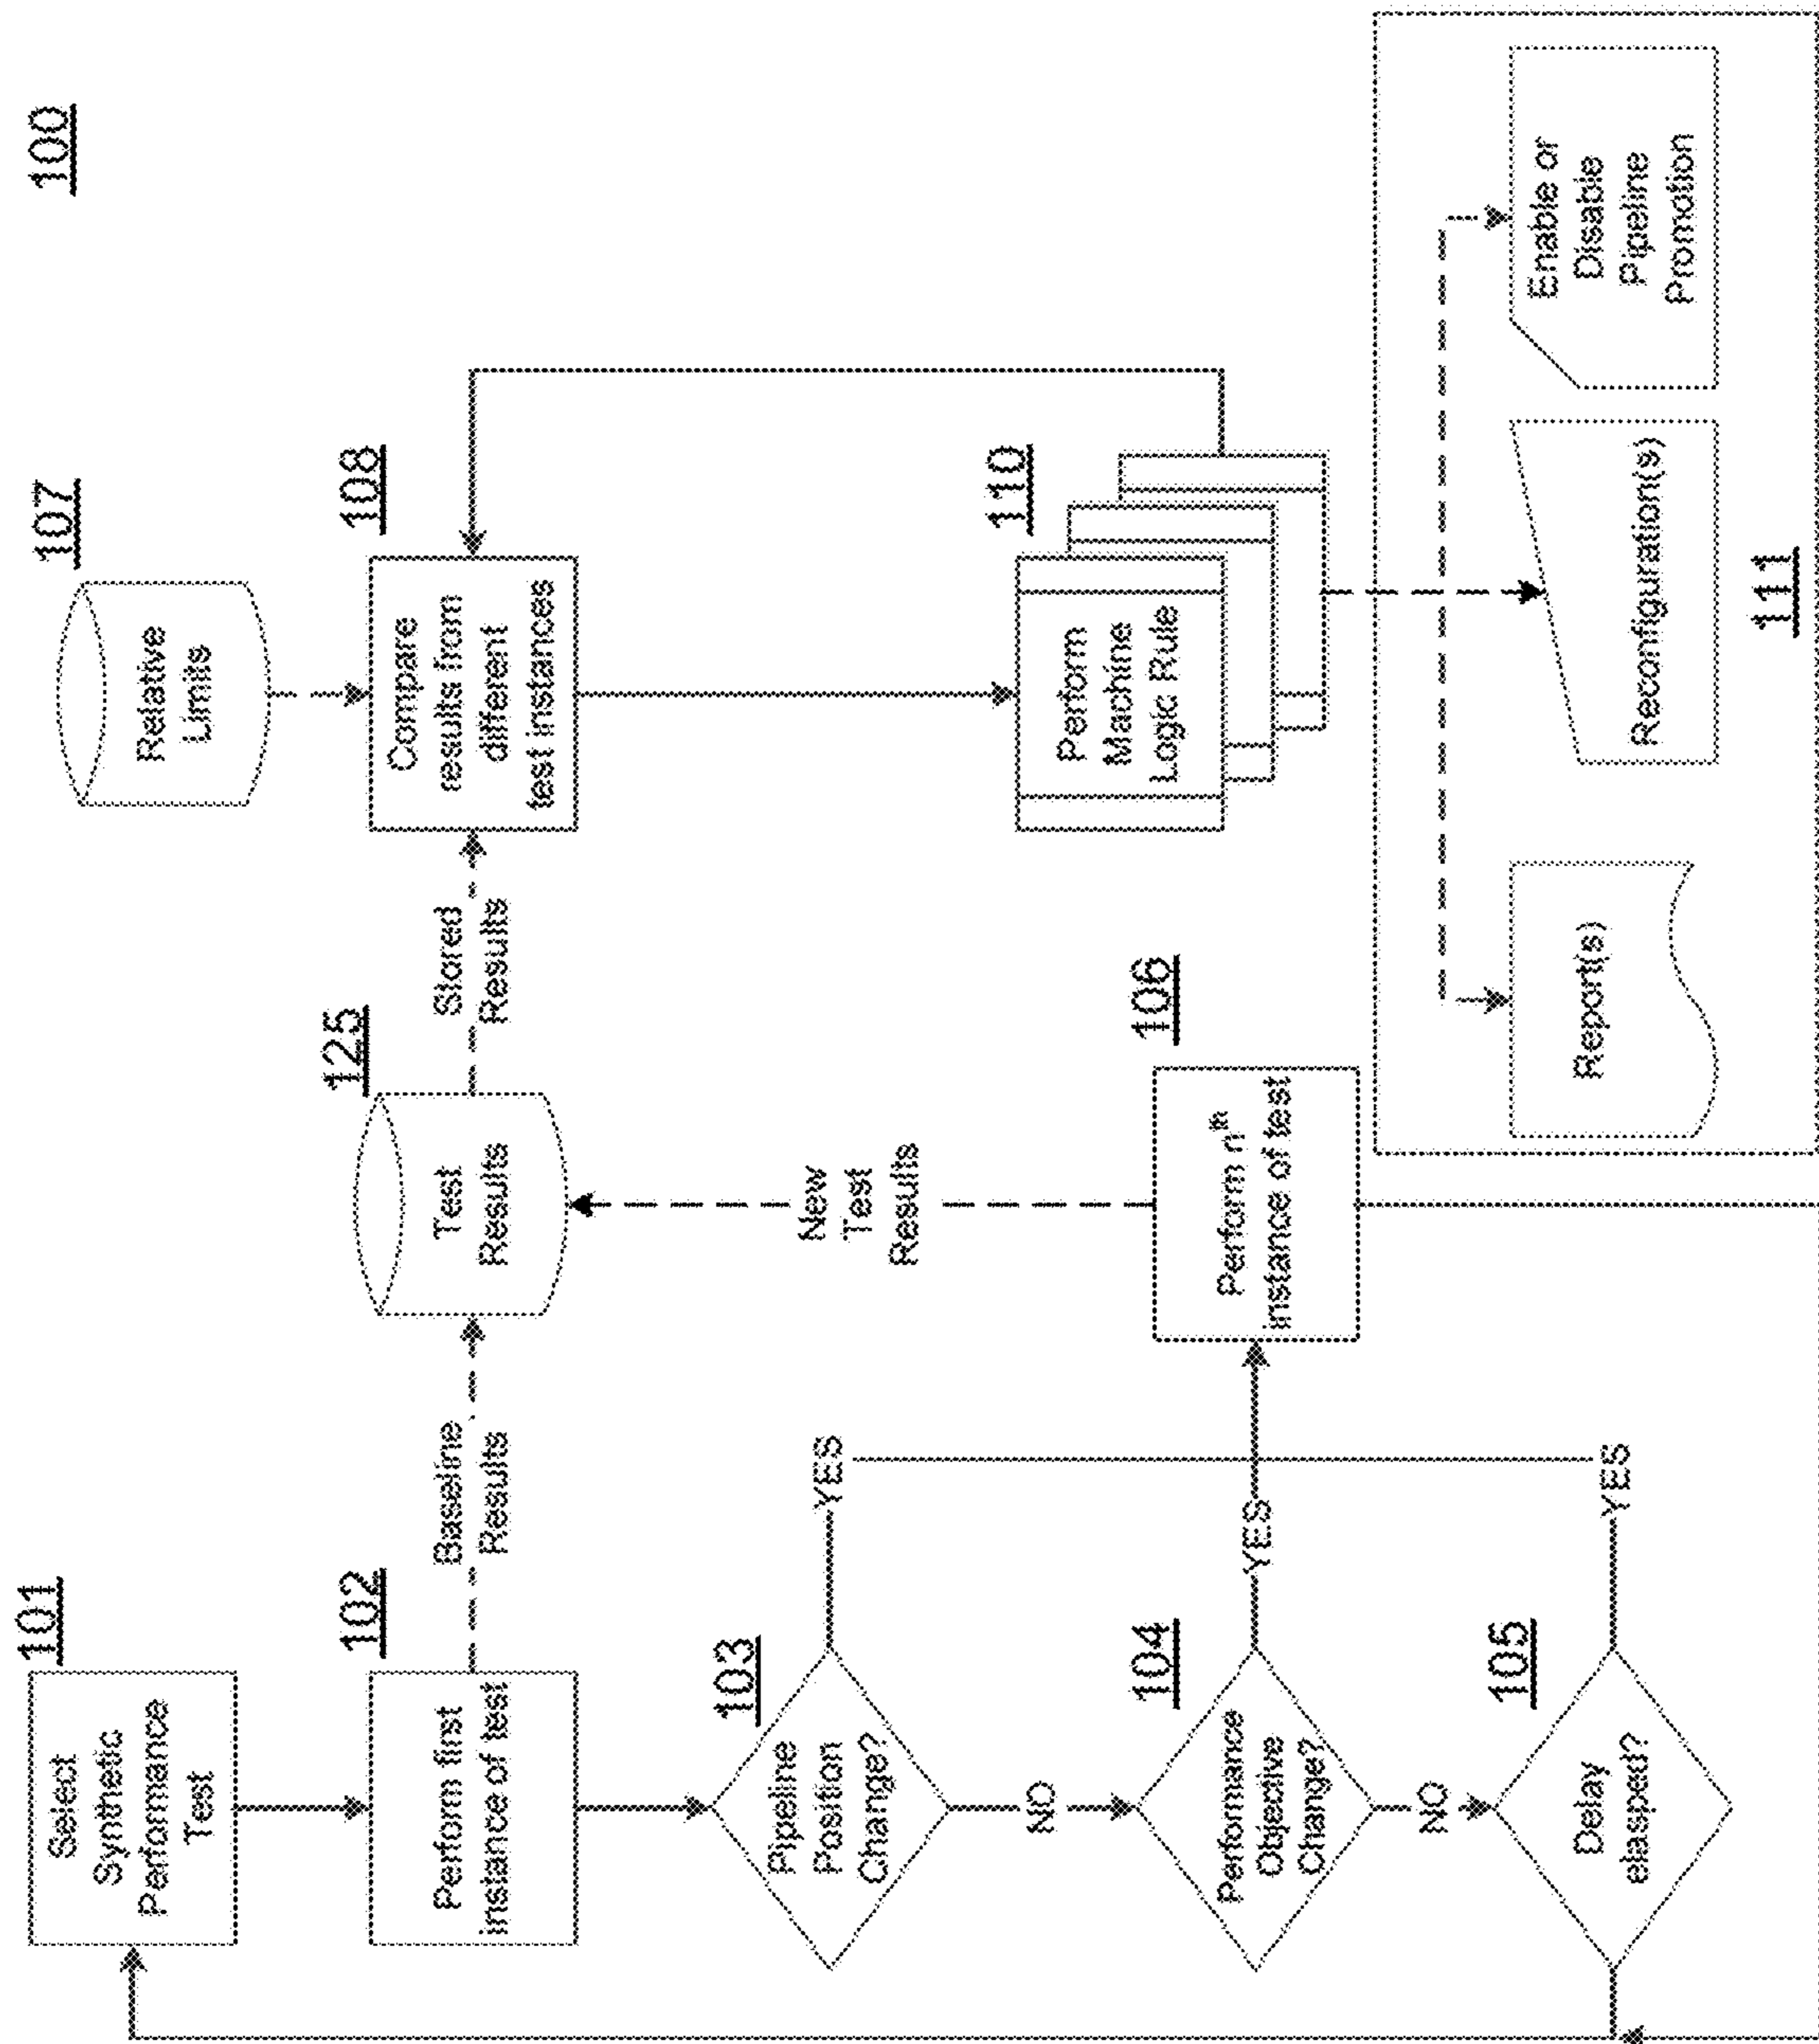 100
101
Select
Synthetic
Performance
Test
102
Perform first
instance of test
Baseline
Results
125
Test
Results
Stored
Results
107
Relative
Limits
108
Compare
results from
different
test instances
103
Pipeline
Position
Change?
YES
NO
104
Performance
Objective
Change?
YES
NO
105
Delay
elapsed?
YES
New
Test
Results
106
Perform nth
instance of test
110
Perform
Machine
Logic Rule
Report(s)
Reconfiguration(s)
Enable or
Disable
Pipeline
Promotion
111